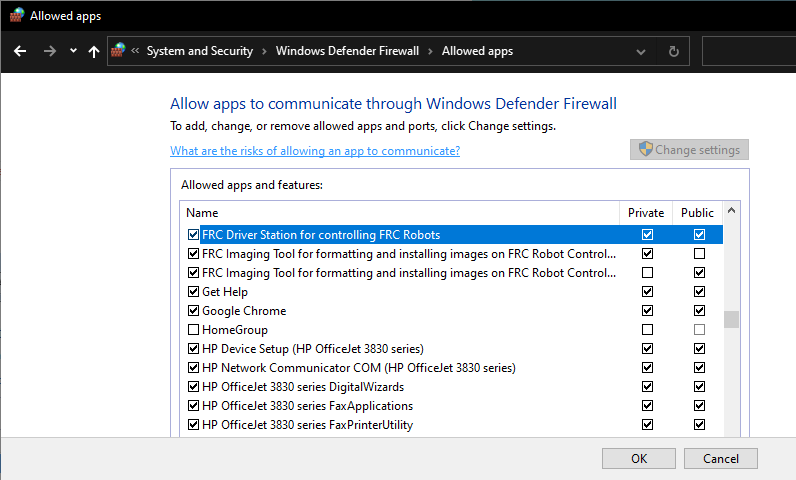 Allowed apps
« System and Security > Windows Defender Firewall > Allowed apps
Allow apps to communicate through Windows Defender Firewall
To add, change, or remove allowed apps and ports, click Change settings.
What are the risks of allowing an app to communicate?
Change settings
Allowed apps and features:
Name Private Public
FRC Driver Station for controlling FRC Robots
FRC Imaging Tool for formatting and installing images on FRC Robot Control...
FRC Imaging Tool for formatting and installing images on FRC Robot Control...
Get Help
Google Chrome
HomeGroup
HP Device Setup (HP OfficeJet 3830 series)
HP Network Communicator COM (HP OfficeJet 3830 series)
HP OfficeJet 3830 series DigitalWizards
HP OfficeJet 3830 series FaxApplications
HP OfficeJet 3830 series FaxPrinterUtility
OK Cancel